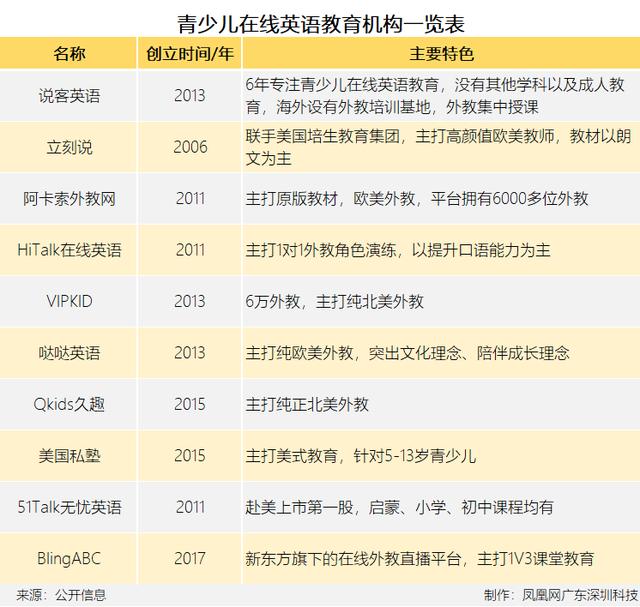 青少儿在线英语教育机构一览表
名称 创立时间/年 主要特色
说客英语 2013 6年专注青少儿在线英语教育，没有其他学科以及成人教
育，海外设有外教培训基地，外教集中授课
立刻说 2006 联手美国培生教育集团，主打高颜值欧美教师，教材以朗
文为主
阿卡索外教网 2011 主打原版教材，欧美外教，平台拥有6000多位外教
HiTalk在线英语 2011 主打1对1外教角色演练，以提升口语能力为主
VIPKID 2013 6万外教，主打纯北美外教
哒哒英语 2013 主打纯欧美外教，突出文化理念、陪伴成长理念
Qkids久趣 2015 主打纯正北美外教
美国私塾 2015 主打美式教育，针对5-13岁青少儿
51Talk无忧英语 2011 赴美上市第一股，启蒙、小学、初中课程均有
BlingABC 2017 新东方旗下的在线外教直播平台，主打1V3课堂教育
来源：公开信息 制作：凤凰网广东深圳科技